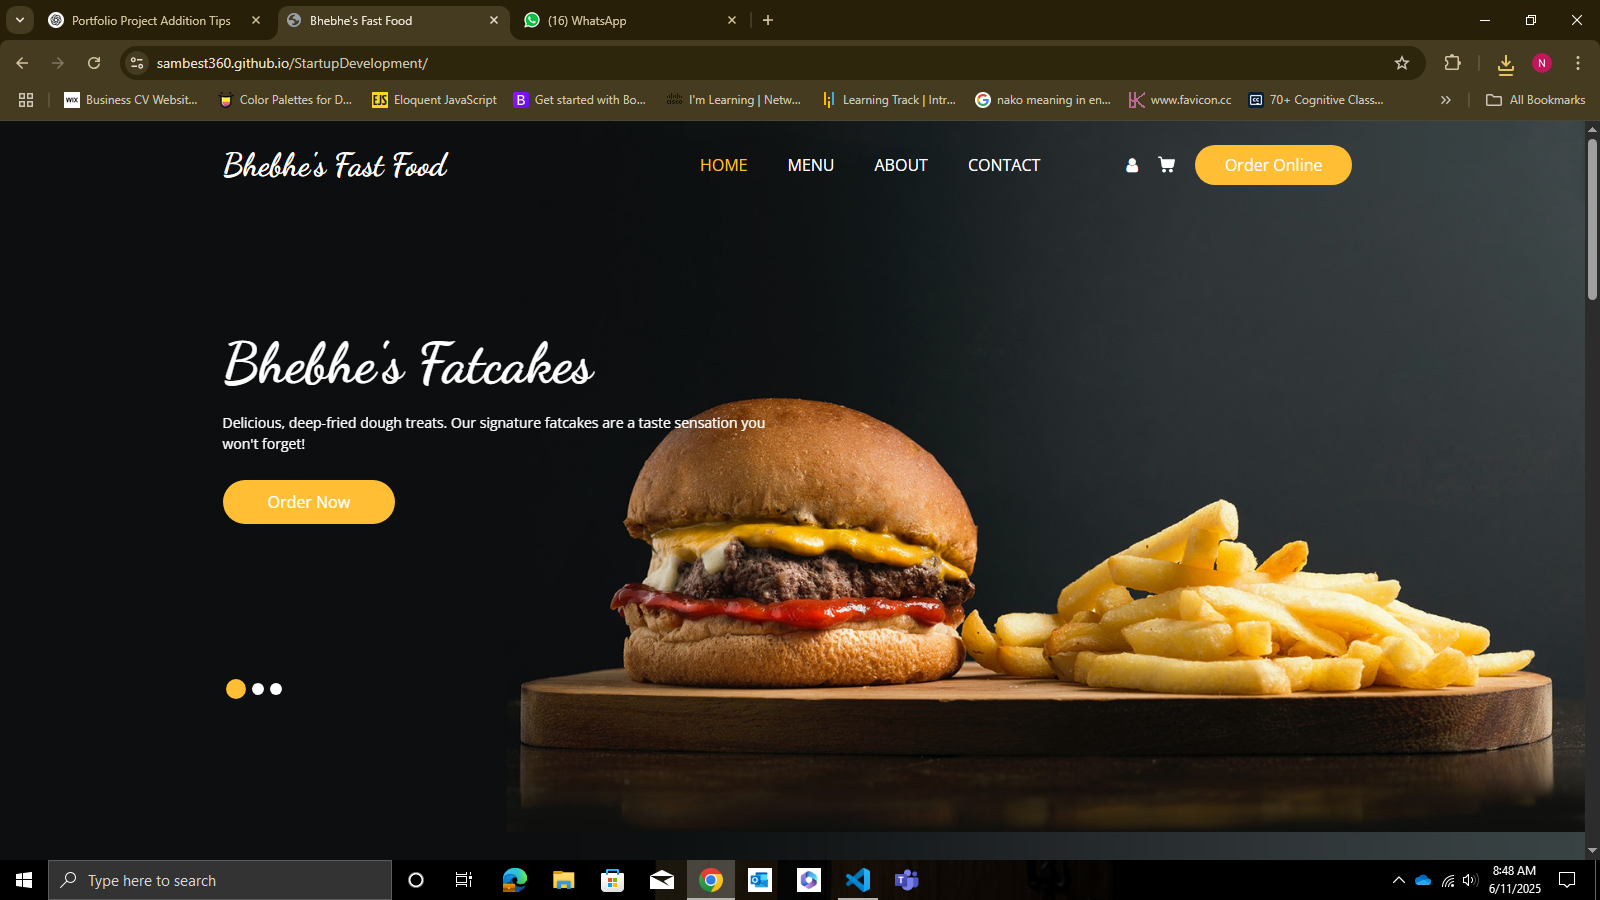 Portfolio Project Addition Tips
Bhebhe's Fast Food
(16) WhatsApp
sambest360.github.io/StartupDevelopment/
N
WiX Business CV Websit...
Color Palettes for D...
EJS Eloquent JavaScript
B Get started with Bo...
I'm Learning | Netw...
Learning Track | Intr...
G nako meaning in en...
www.favicon.cc
CC 70+ Cognitive Class...
All Bookmarks
Bhebhe's Fast Food
HOME
MENU
ABOUT
CONTACT
Order Online
Bhebhe's Fatcakes
Delicious, deep-fried dough treats. Our signature fatcakes are a taste sensation you
won't forget!
Order Now
Type here to search
8:48 AM
6/11/2025